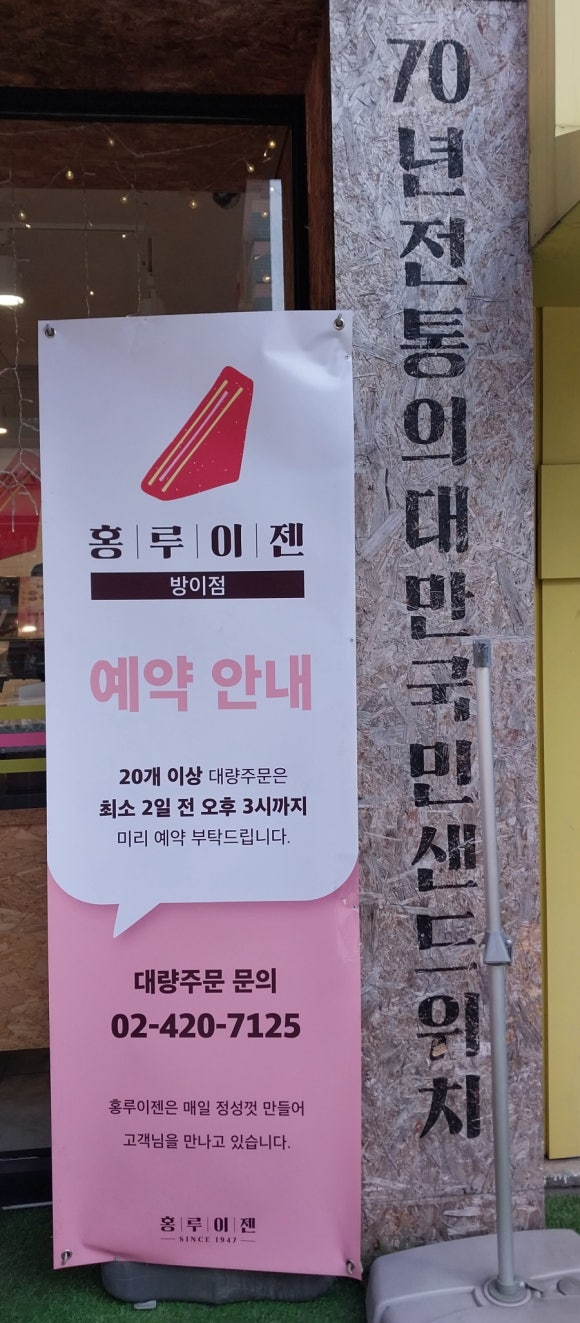 홍루이젠
방이점
예약 안내
20개 이상 대량주문은
최소 2일 전 오후 3시까지
미리 예약 부탁드립니다.
대량주문 문의
02-420-7125
홍루이젠은 매일 정성껏 만들어
고객님을 만나고 있습니다.
홍루이젠
SINCE 1947
70년전통의대만국민샌드위치